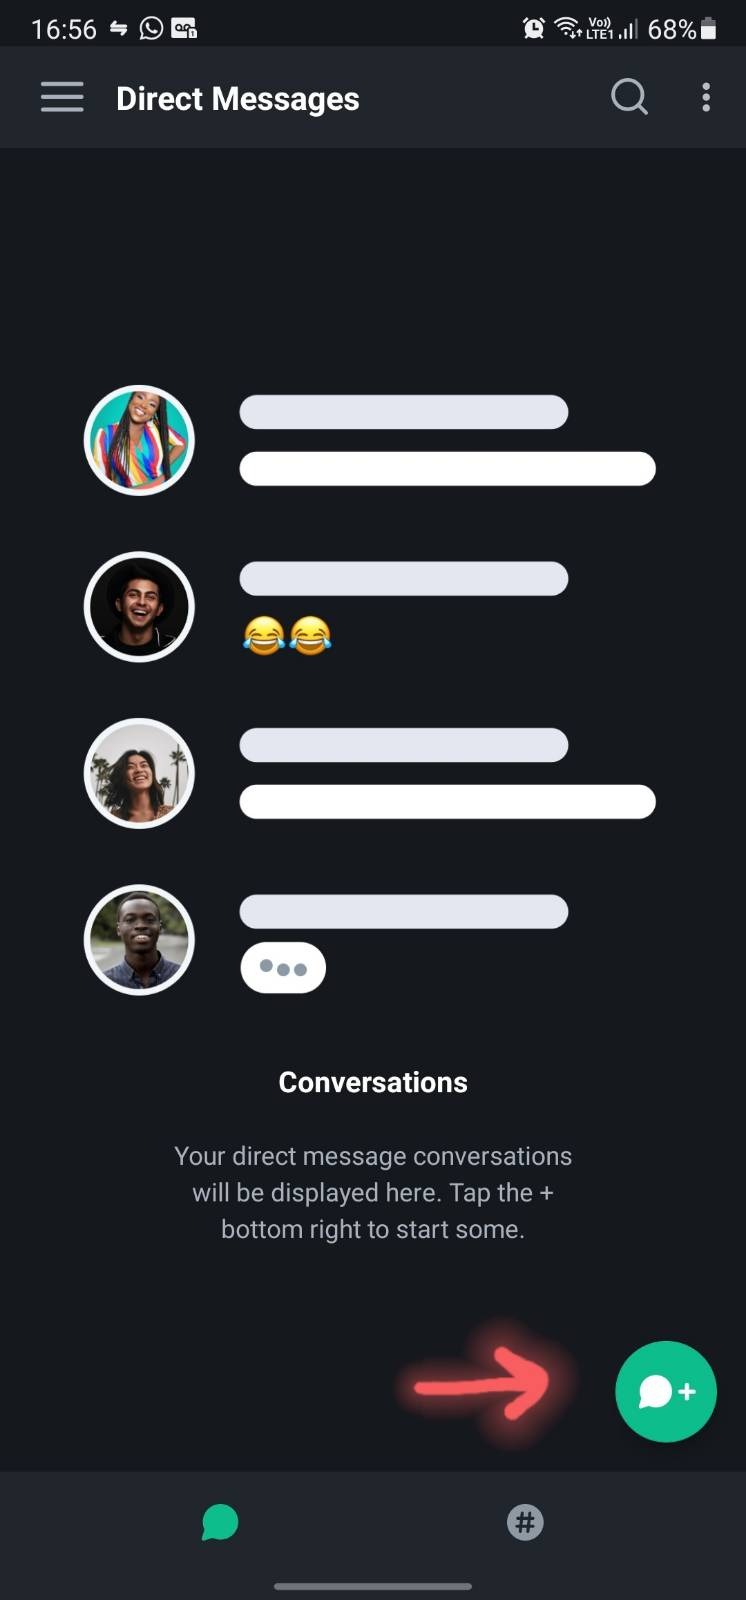 16:56
Vo))
LTE1
68%
Direct Messages
😂😂
Conversations
Your direct message conversations
will be displayed here. Tap the +
bottom right to start some.
+
#